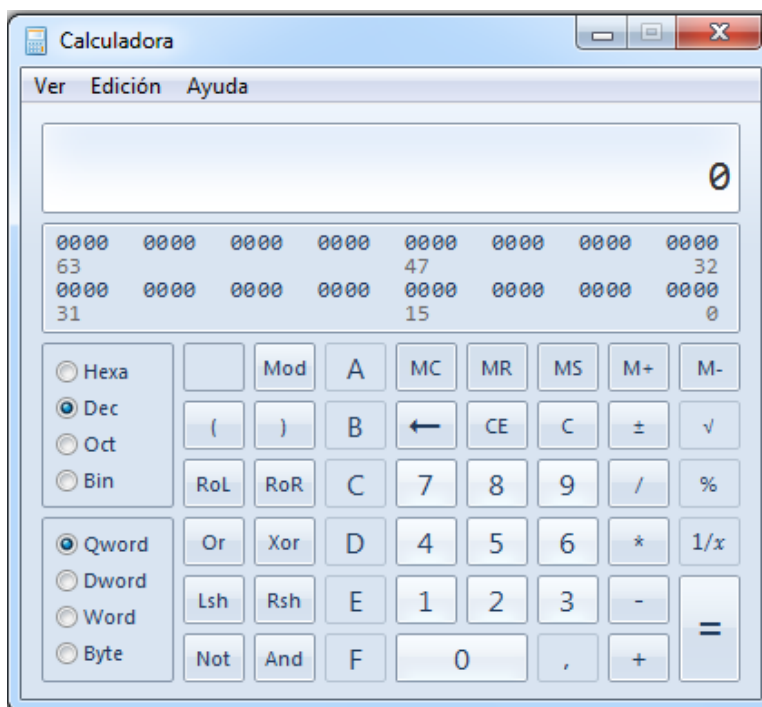 Calculadora
Ver Edición Ayuda
0
0000 0000 0000 0000 0000 0000 0000 0000
63 47 32
0000 0000 0000 0000 0000 0000 0000 0000
31 15 0
Hexa
Dec
Oct
Bin
Qword
Dword
Word
Byte
Mod A MC MR MS M+ M-
( ) B ← CE C ± √
RoL RoR C 7 8 9 / %
Or Xor D 4 5 6 * 1/x
Lsh Rsh E 1 2 3 - =
Not And F 0 , +